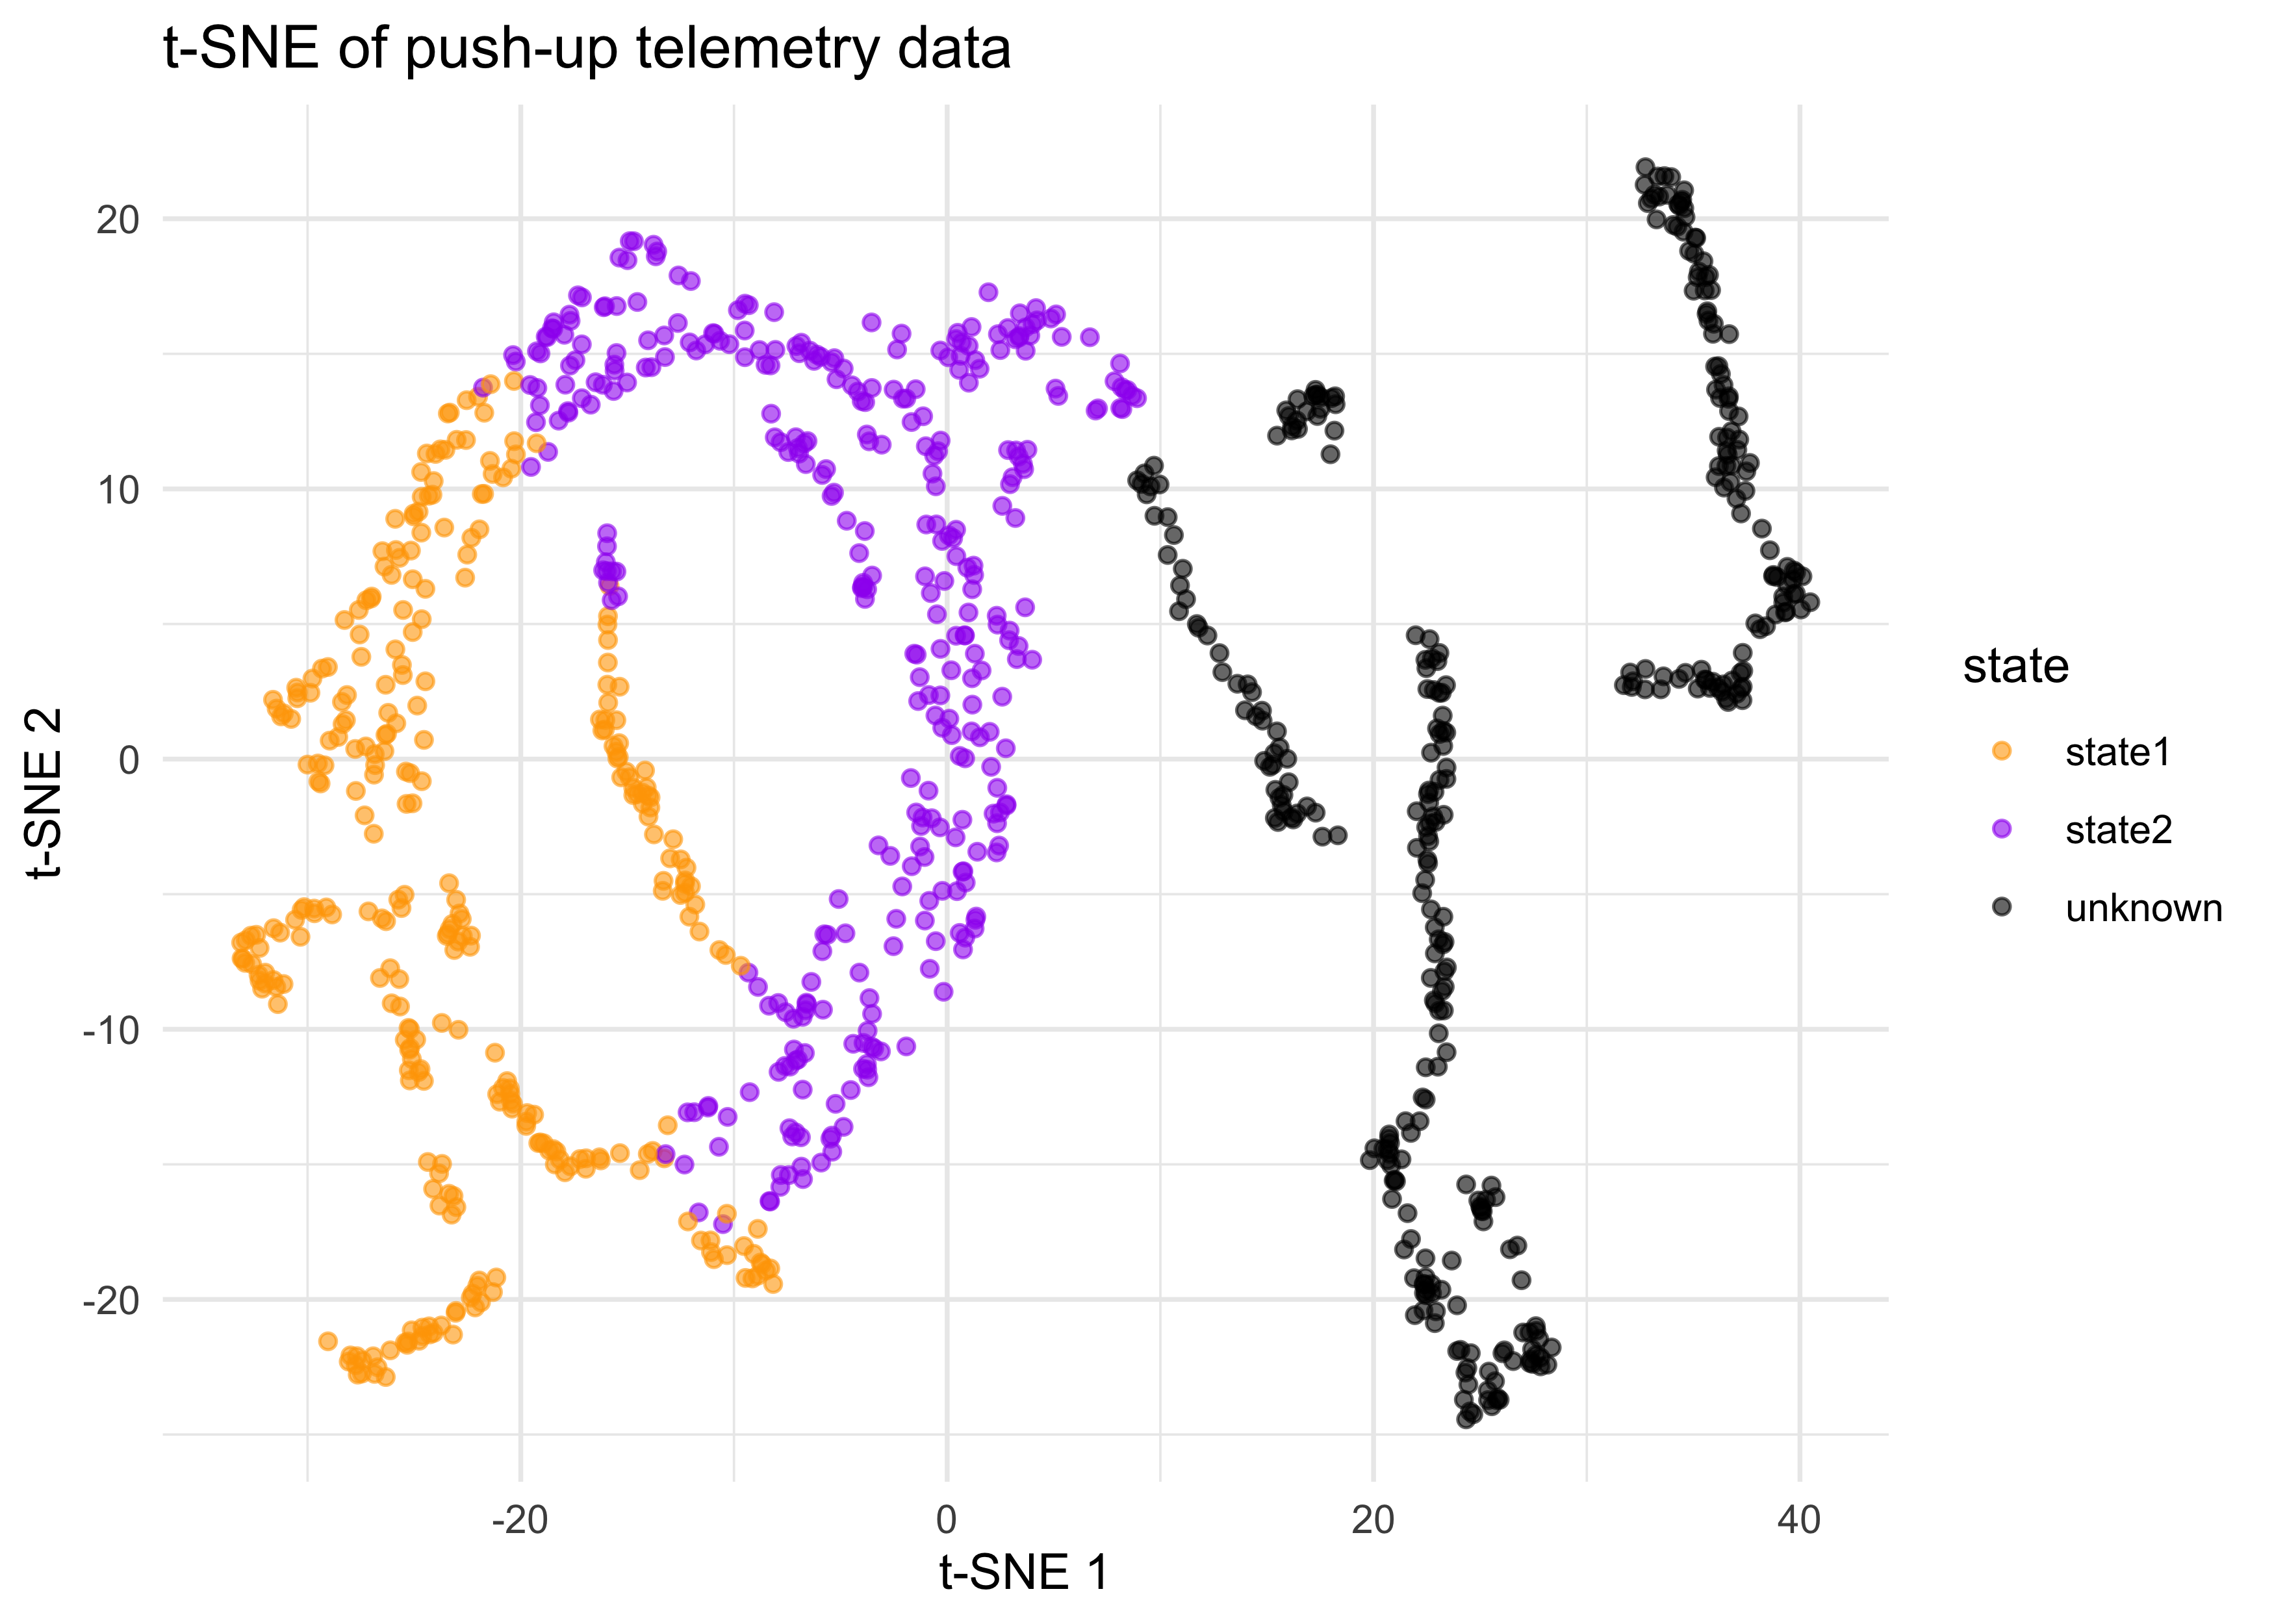 t-SNE of push-up telemetry data
20
10
0
-10
-20
t-SNE 2
-20
0
20
40
t-SNE 1
state
state1
state2
unknown